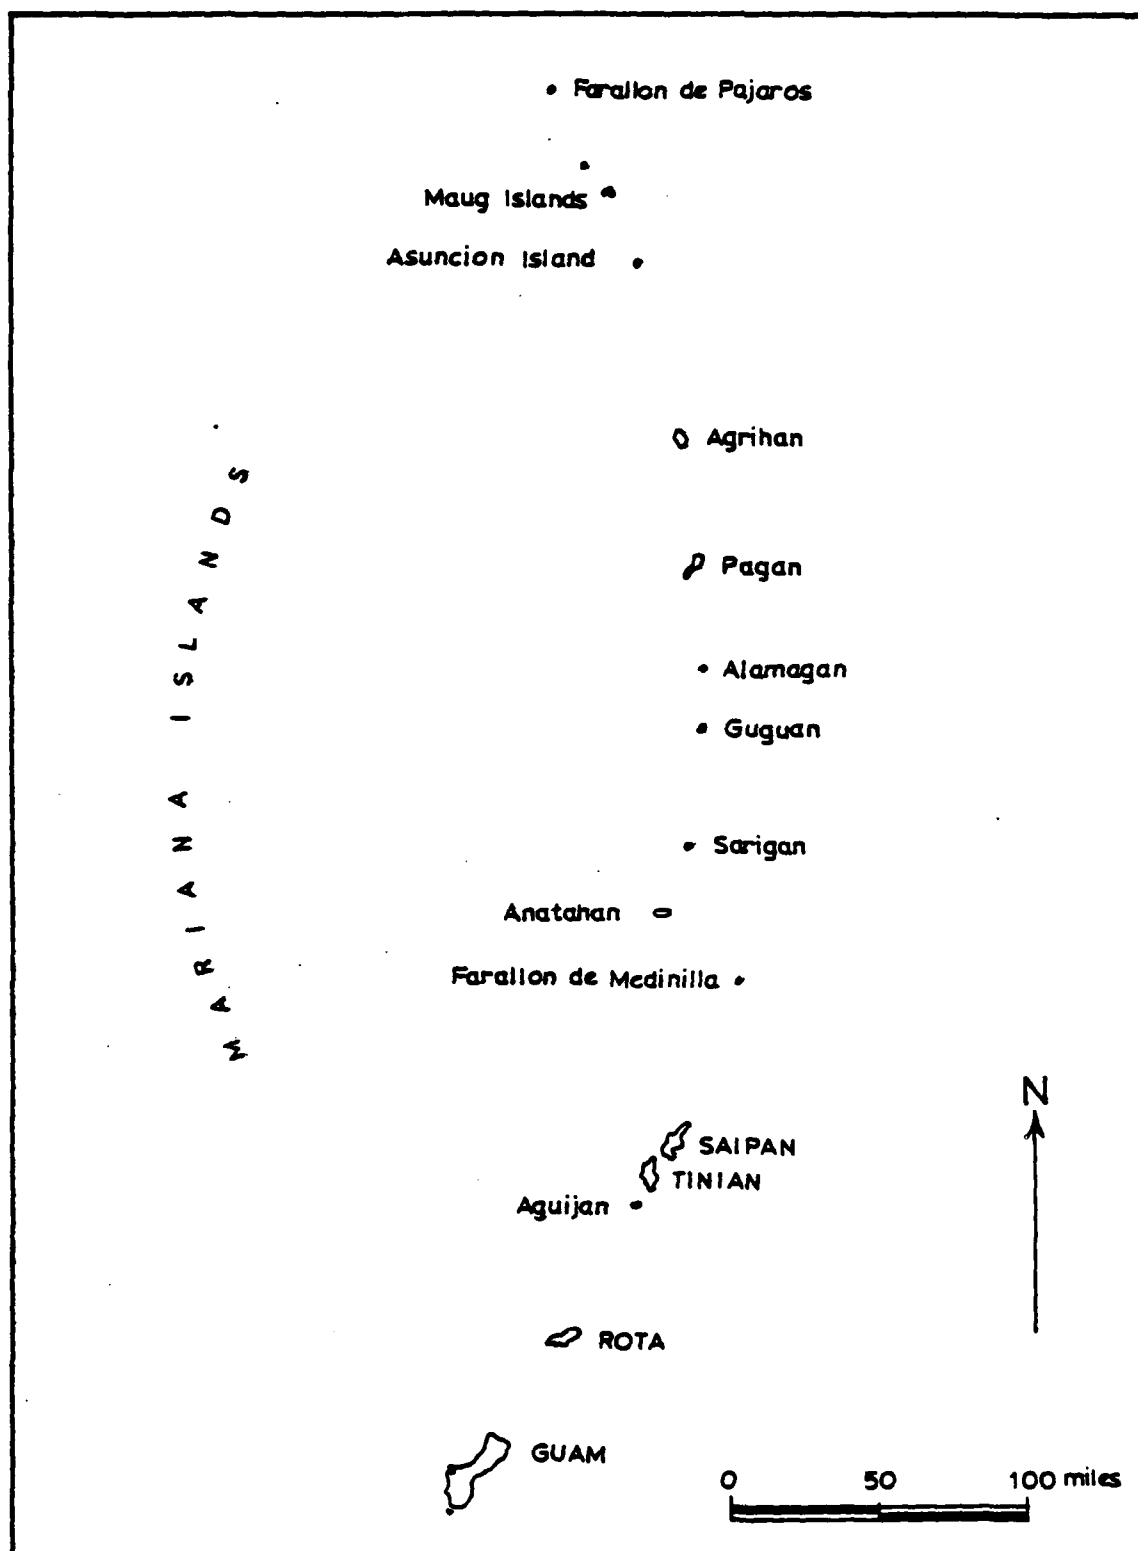 Farallon de Pajaros
Maug Islands
Asuncion Island
Agrihan
Pagan
Alamagan
Guguan
Sarigan
Anatahan
Farallon de Medinilla
MARIANA ISLANDS
N
SAIPAN
TINIAN
Aguijan
ROTA
GUAM
0 50 100 miles